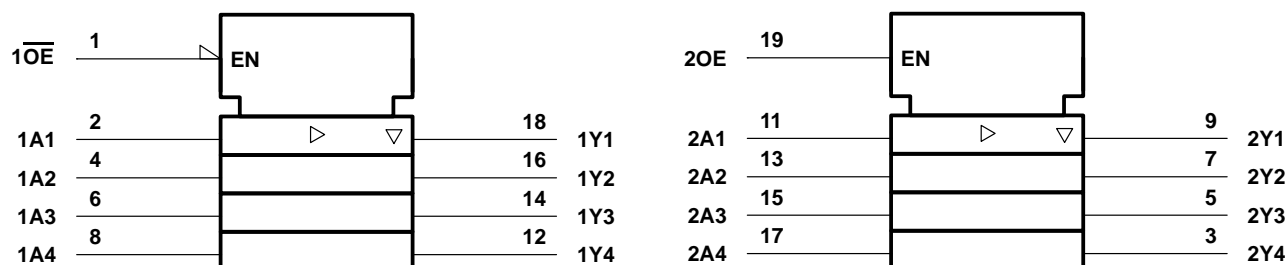 1OE 1 EN
1A1 2 18 1Y1
1A2 4 16 1Y2
1A3 6 14 1Y3
1A4 8 12 1Y4
2OE 19 EN
2A1 11 9 2Y1
2A2 13 7 2Y2
2A3 15 5 2Y3
2A4 17 3 2Y4